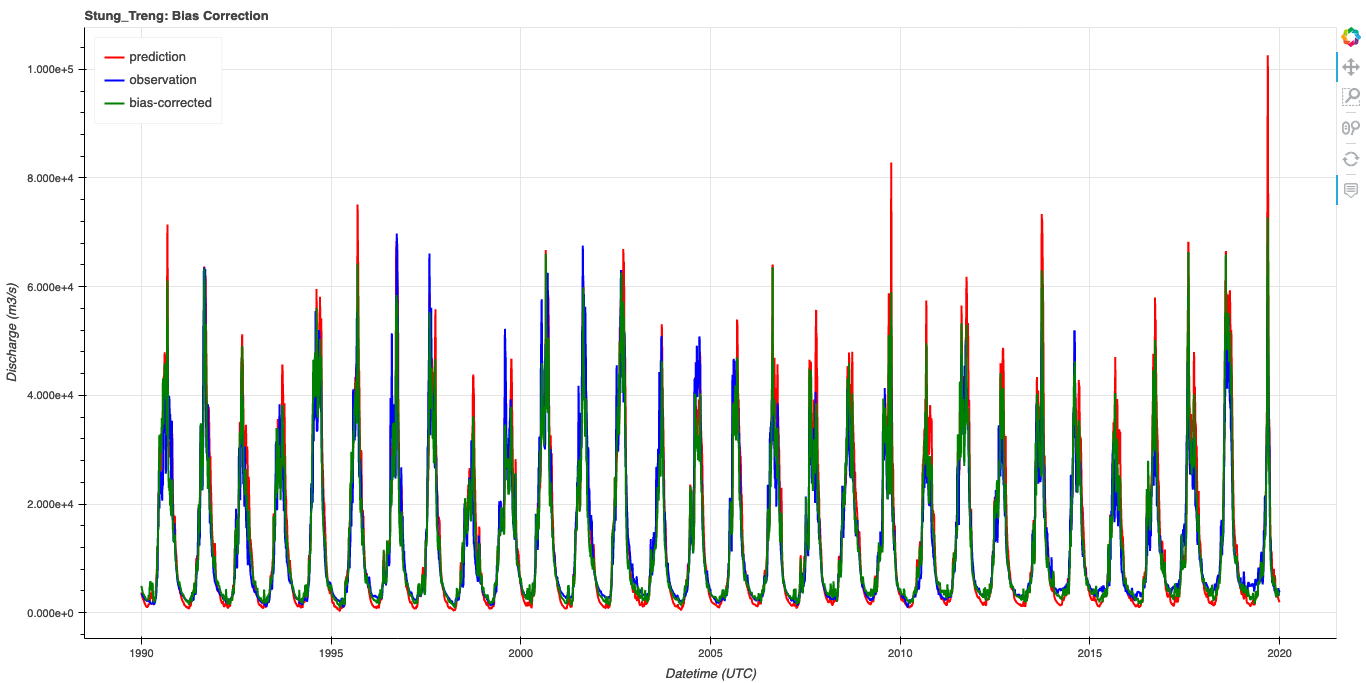 Stung_Treng: Bias Correction
prediction
observation
bias-corrected
1.000e+5
8.000e+4
6.000e+4
4.000e+4
2.000e+4
0.000e+0
Discharge (m3/s)
1990 1995 2000 2005 2010 2015 2020
Datetime (UTC)